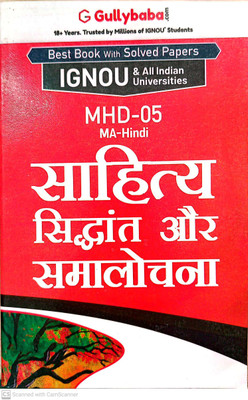 Gullybaba.com
18+ Years. Trusted by Millions of IGNOU Students
Best Book With Solved Papers
IGNOU & All Indian Universities
MHD-05
MA-Hindi
साहित्य
सिद्धांत और
समालोचना
CS Scanned with CamScanner